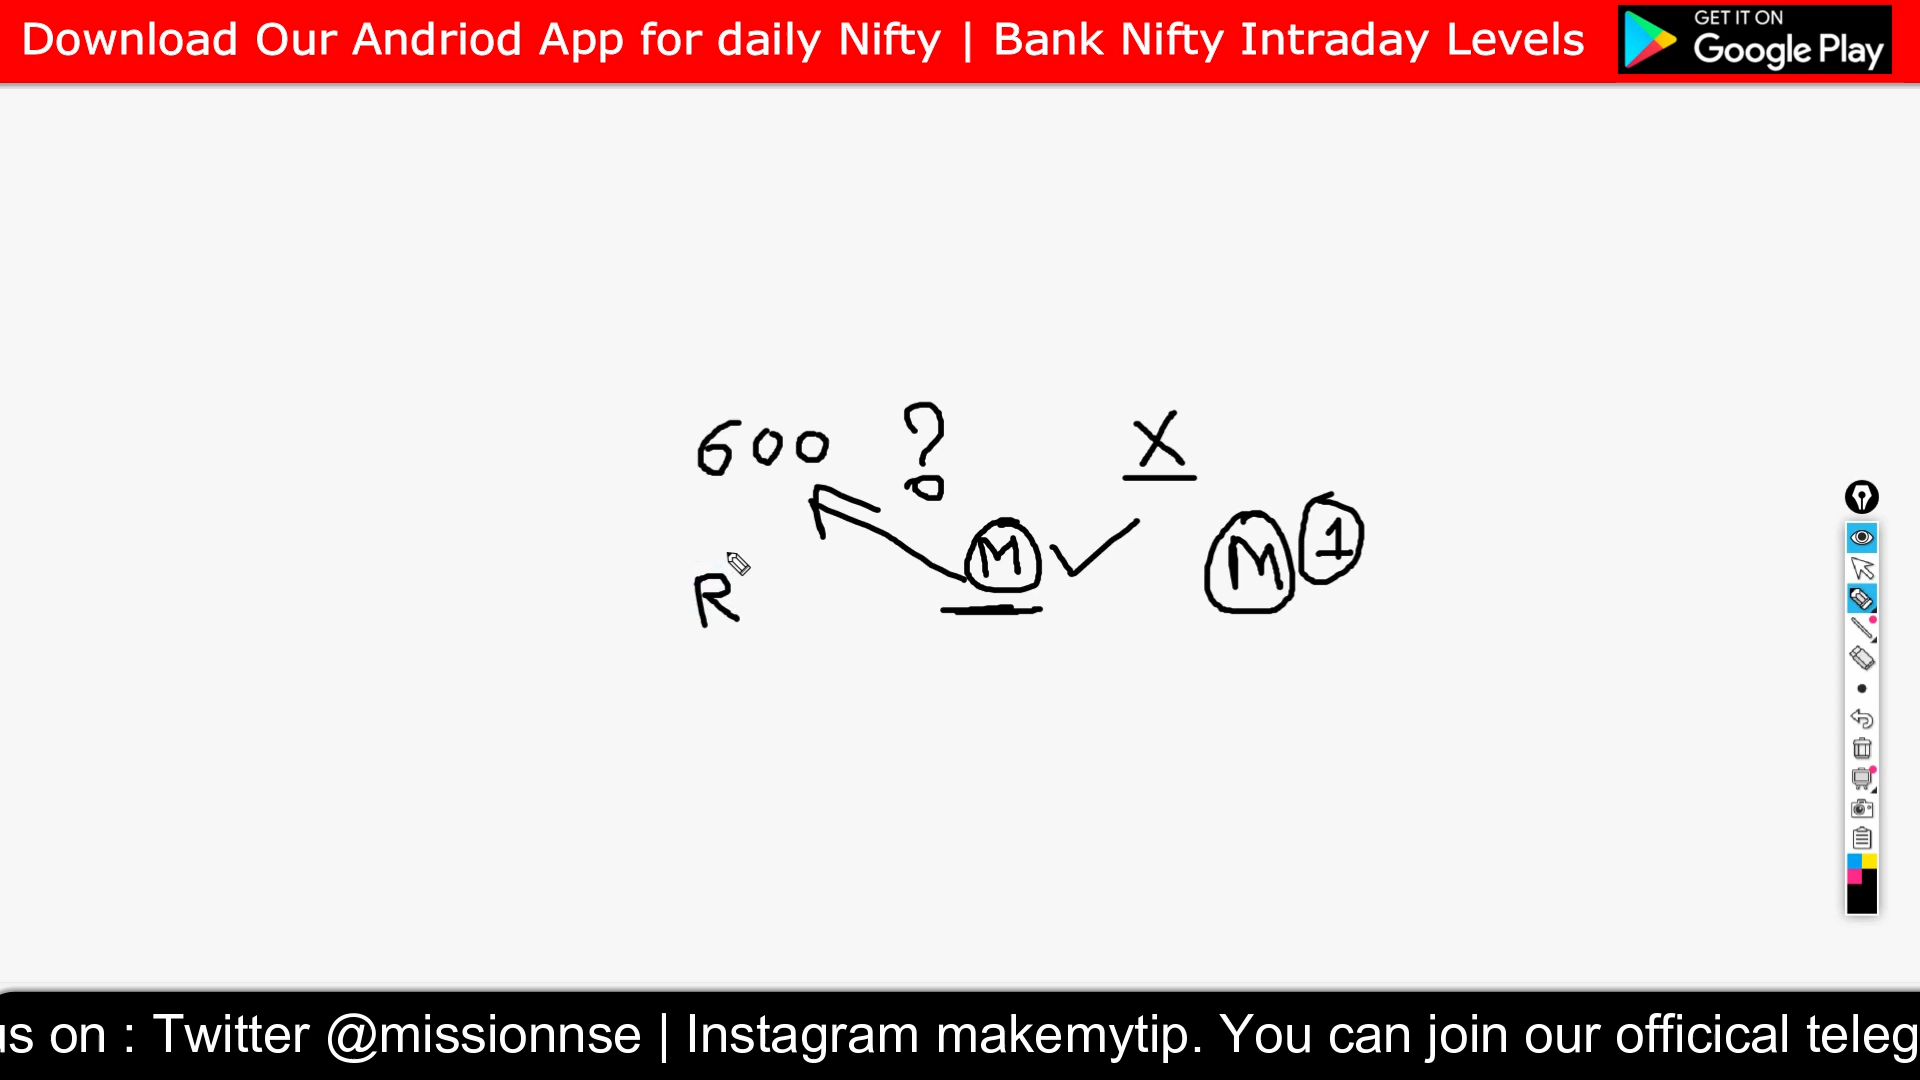 Download Our Andriod App for daily Nifty | Bank Nifty Intraday Levels
GET IT ON
Google Play
600 ? X
R M M 1
us on : Twitter @missionnse | Instagram makemytip. You can join our officical teleg